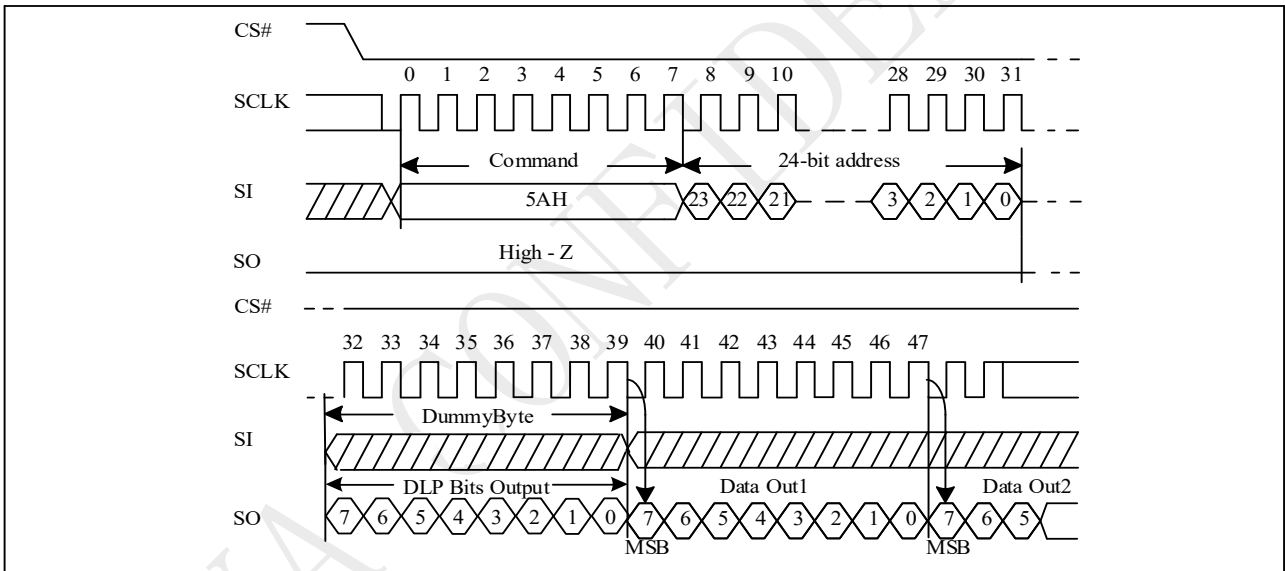 CS#
0 1 2 3 4 5 6 7 8 9 10 28 29 30 31
SCLK
Command 24-bit address
SI 5AH 23 22 21 3 2 1 0
High - Z
SO
CS#
32 33 34 35 36 37 38 39 40 41 42 43 44 45 46 47
SCLK
DummyByte
SI
DLP Bits Output Data Out1 Data Out2
SO 7 6 5 4 3 2 1 0 7 6 5 4 3 2 1 0 7 6 5
MSB MSB